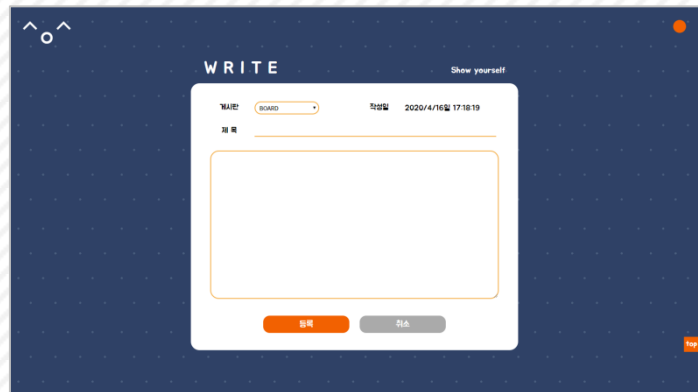 ^o^
WRITE
Show yourself
게시판 BOARD 작성일 2020/4/16일 17:18:19
제 목
등록 취소
top